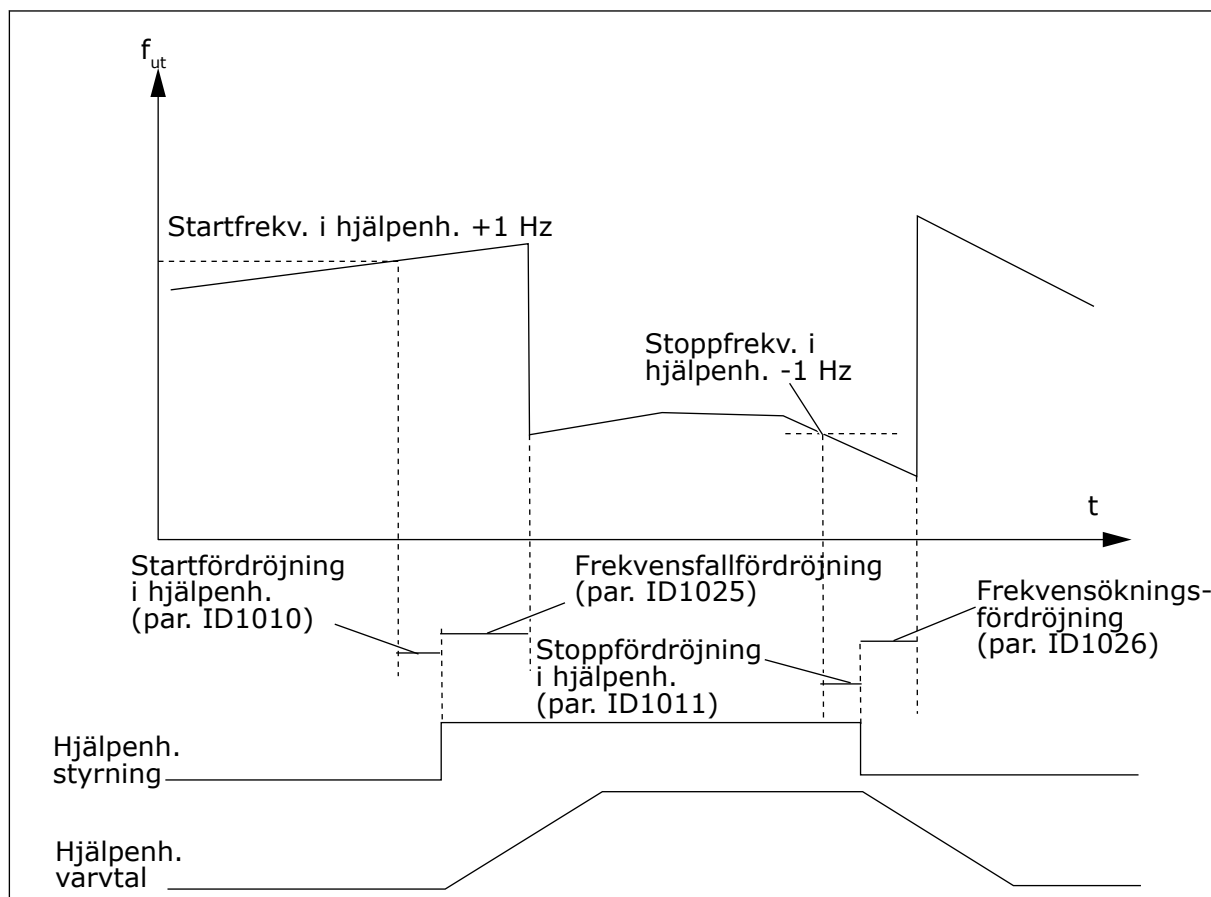 fut
Startfrekv. i hjälpenh. +1 Hz
Stoppfrekv. i
hjälpenh. -1 Hz
t
Startfördröjning
i hjälpenh.
(par. ID1010)
Frekvensfallfördröjning
(par. ID1025)
Frekvensöknings-
fördröjning
(par. ID1026)
Stoppfördröjning
i hjälpenh.
(par. ID1011)
Hjälpenh.
styrning
Hjälpenh.
varvtal